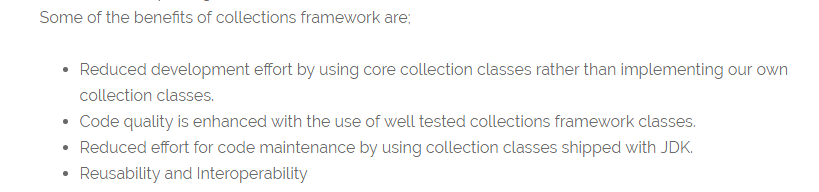 Some of the benefits of collections framework are;
• Reduced development effort by using core collection classes rather than implementing our own
collection classes.
• Code quality is enhanced with the use of well tested collections framework classes.
• Reduced effort for code maintenance by using collection classes shipped with JDK.
• Reusability and Interoperability